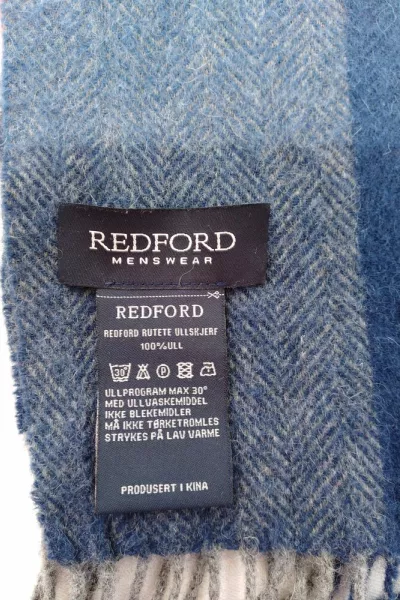 REDFORD
MENSWEAR
REDFORD
REDFORD RUTETE ULLSKJERF
100%ULL
30°
P
ULLPROGRAM MAX 30°
MED ULLVASKEMIDDEL
IKKE BLEKEMIDLER
MÅ IKKE TØRKETROMLES
STRYKES PÅ LAV VARME
PRODUSERT I KINA